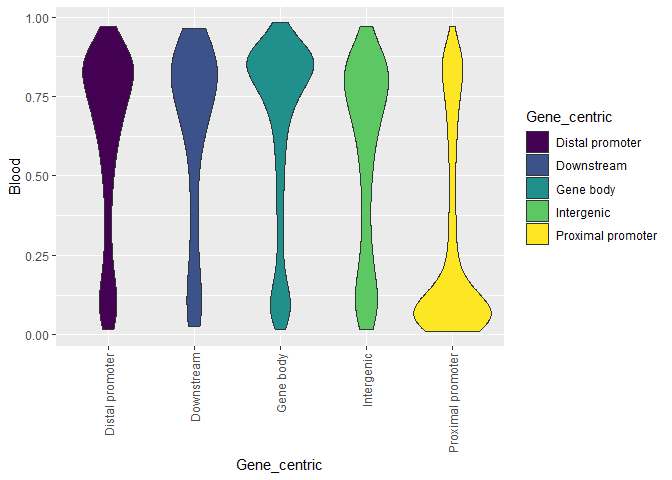 1.00
0.75
0.50
0.25
0.00
Blood
Distal promoter
Downstream
Gene body
Intergenic
Proximal promoter
Gene_centric
Gene_centric
Distal promoter
Downstream
Gene body
Intergenic
Proximal promoter